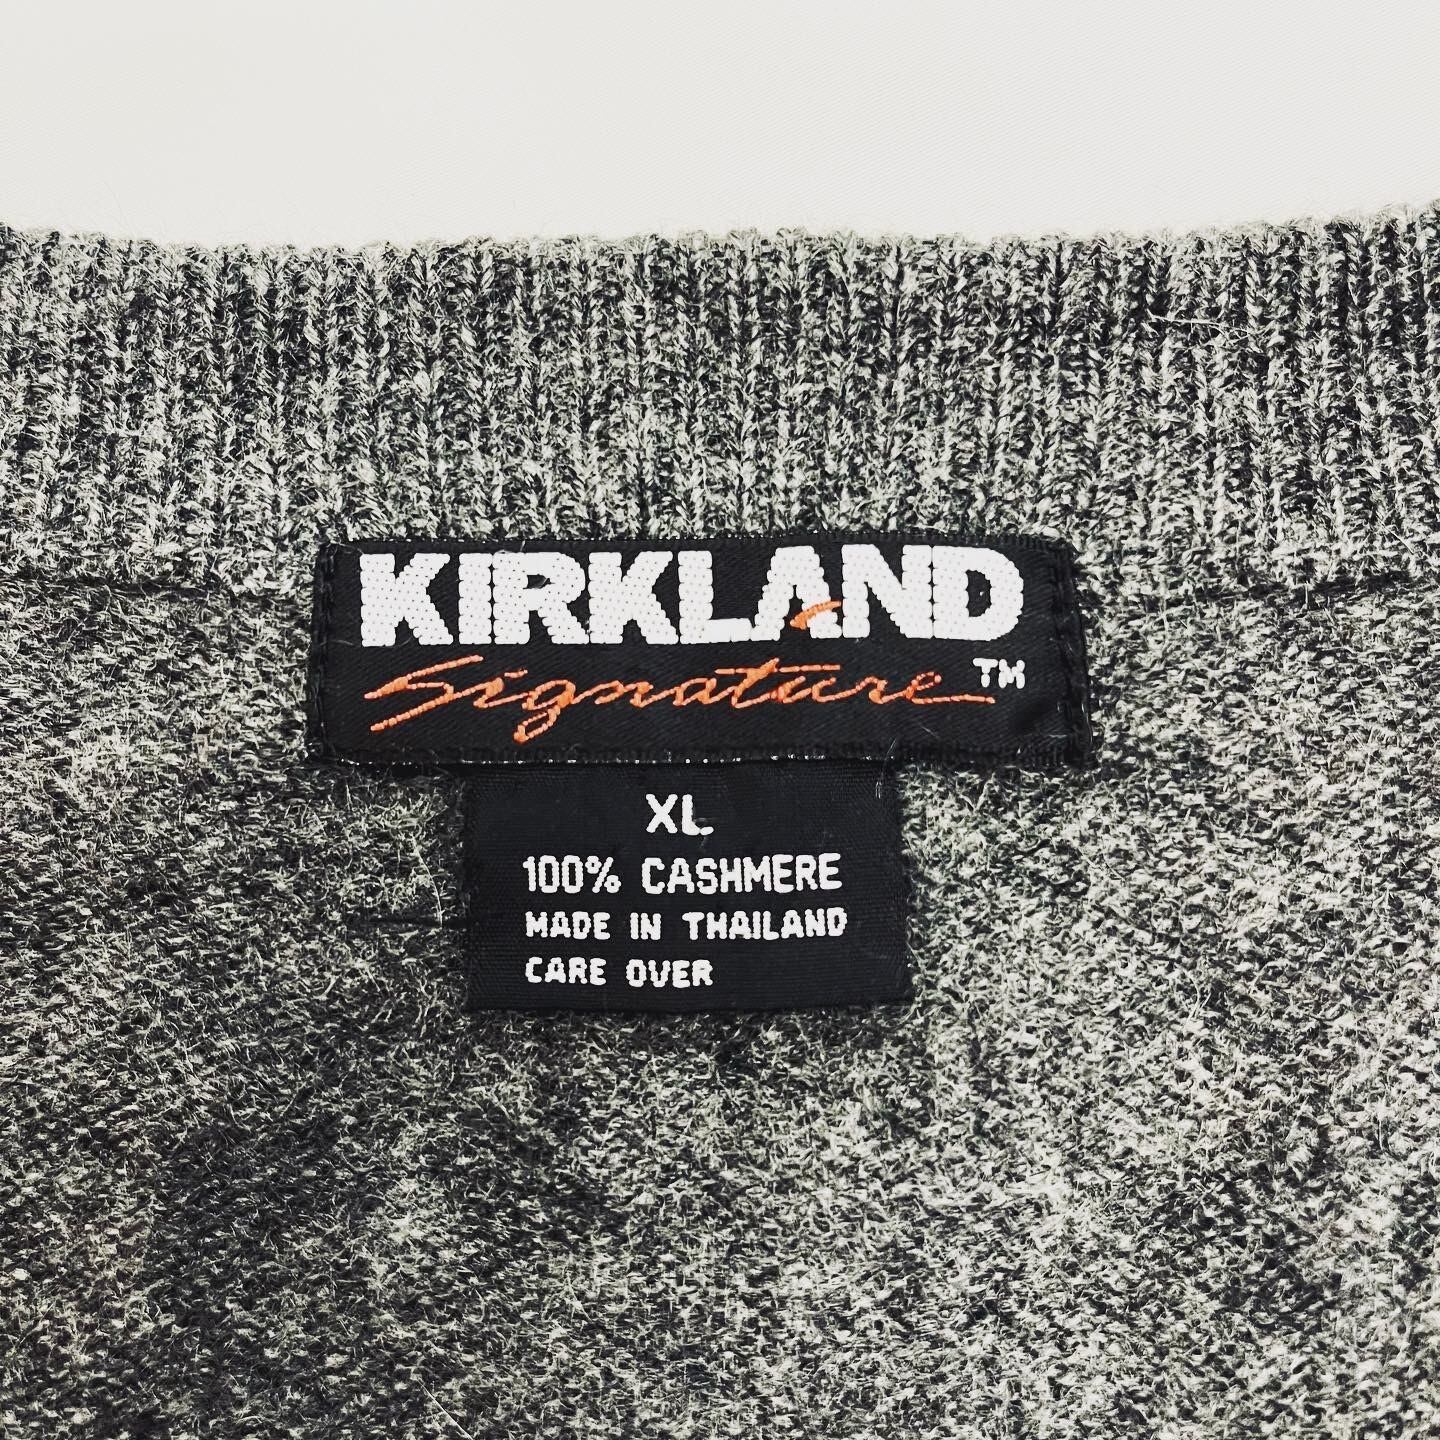 KIRKLAND
Signature™
XL
100% CASHMERE
MADE IN THAILAND
CARE OVER